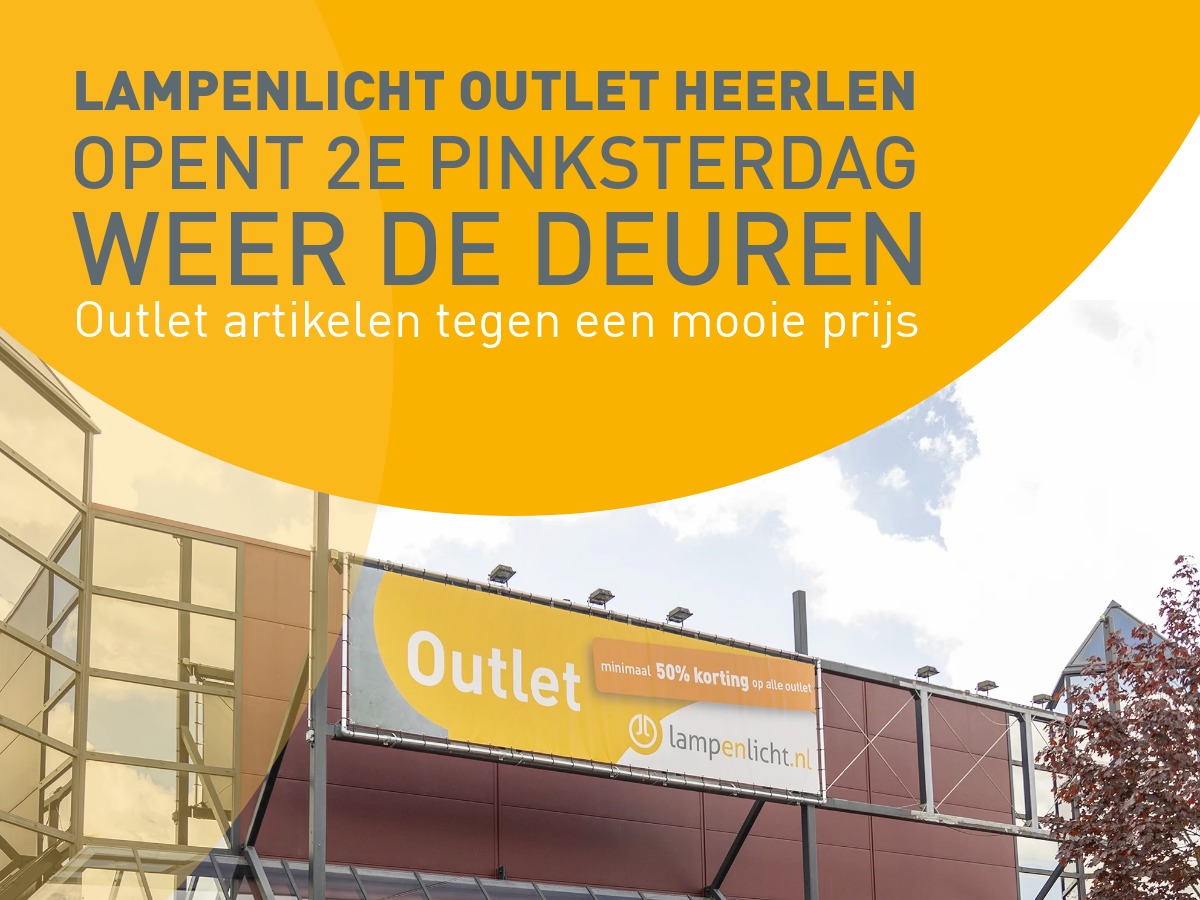 LAMPENLICHT OUTLET HEERLEN
OPENT 2E PINKSTERDAG
WEER DE DEUREN
Outlet artikelen tegen een mooie prijs
Outlet
minimaal 50% korting op alle outlet
lampenlicht.nl